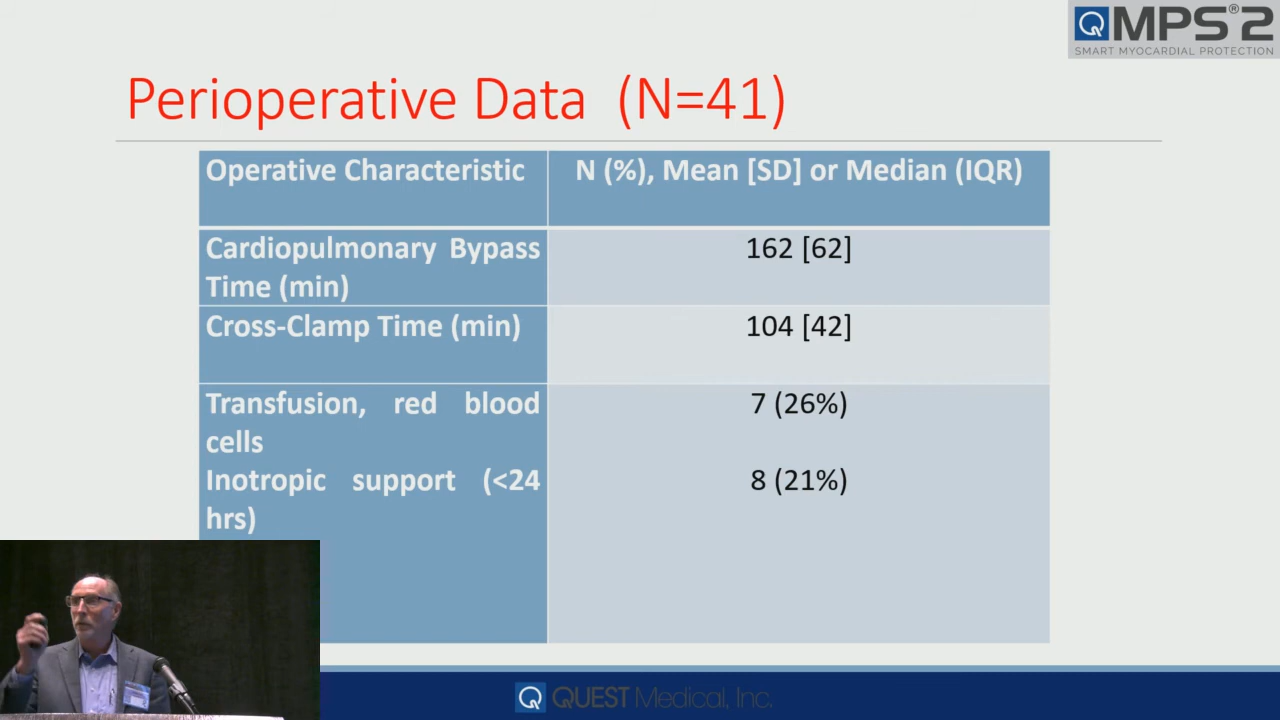 QMPS®2
SMART MYOCARDIAL PROTECTION
Perioperative Data (N=41)
Operative Characteristic
N (%), Mean [SD] or Median (IQR)
Cardiopulmonary Bypass
Time (min)
162 [62]
Cross-Clamp Time (min)
104 [42]
Transfusion, red blood
cells
7 (26%)
Inotropic support (<24
hrs)
8 (21%)
Q QUEST Medical, Inc.